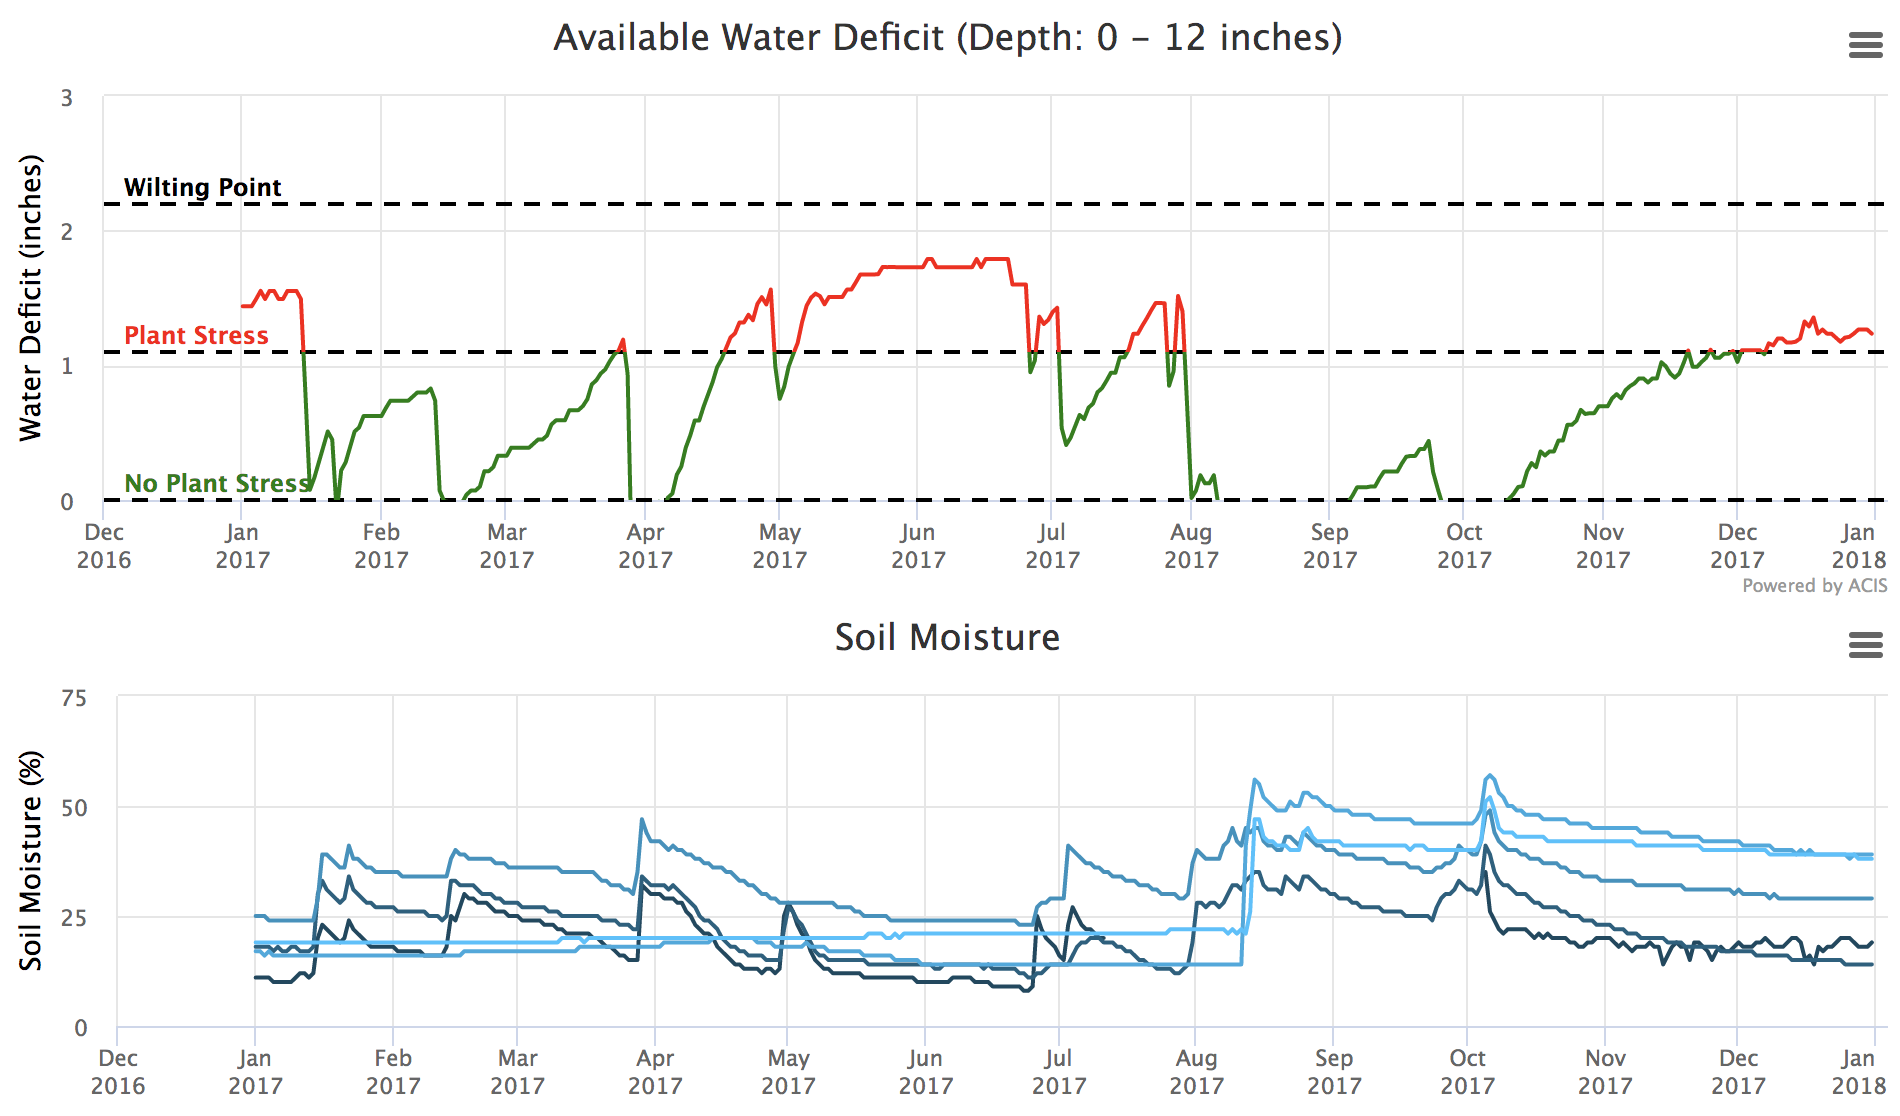 Available Water Deficit (Depth: 0 - 12 inches)
Water Deficit (inches)
3
2
1
0
Wilting Point
Plant Stress
No Plant Stress
Dec Jan Feb Mar Apr May Jun Jul Aug Sep Oct Nov Dec Jan
2016 2017 2017 2017 2017 2017 2017 2017 2017 2017 2017 2017 2017 2018
Powered by ACIS
Soil Moisture
Soil Moisture (%)
75
50
25
0
Dec Jan Feb Mar Apr May Jun Jul Aug Sep Oct Nov Dec Jan
2016 2017 2017 2017 2017 2017 2017 2017 2017 2017 2017 2017 2017 2018